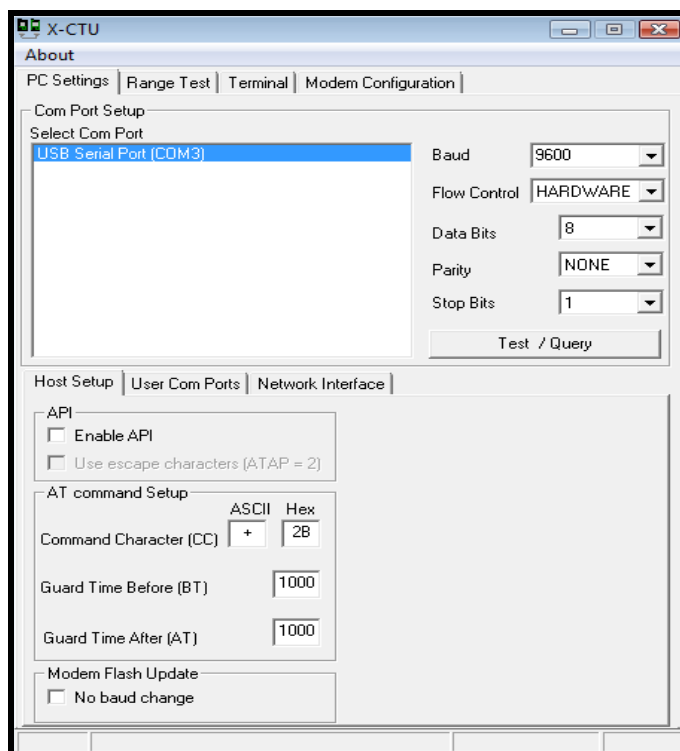 X-CTU
About
PC Settings Range Test Terminal Modem Configuration
Com Port Setup
Select Com Port
USB Serial Port (COM3)
Baud 9600
Flow Control HARDWARE
Data Bits 8
Parity NONE
Stop Bits 1
Test / Query
Host Setup User Com Ports Network Interface
API
Enable API
Use escape characters (ATAP = 2)
AT command Setup
ASCII Hex
Command Character (CC) + 2B
Guard Time Before (BT) 1000
Guard Time After (AT) 1000
Modem Flash Update
No baud change